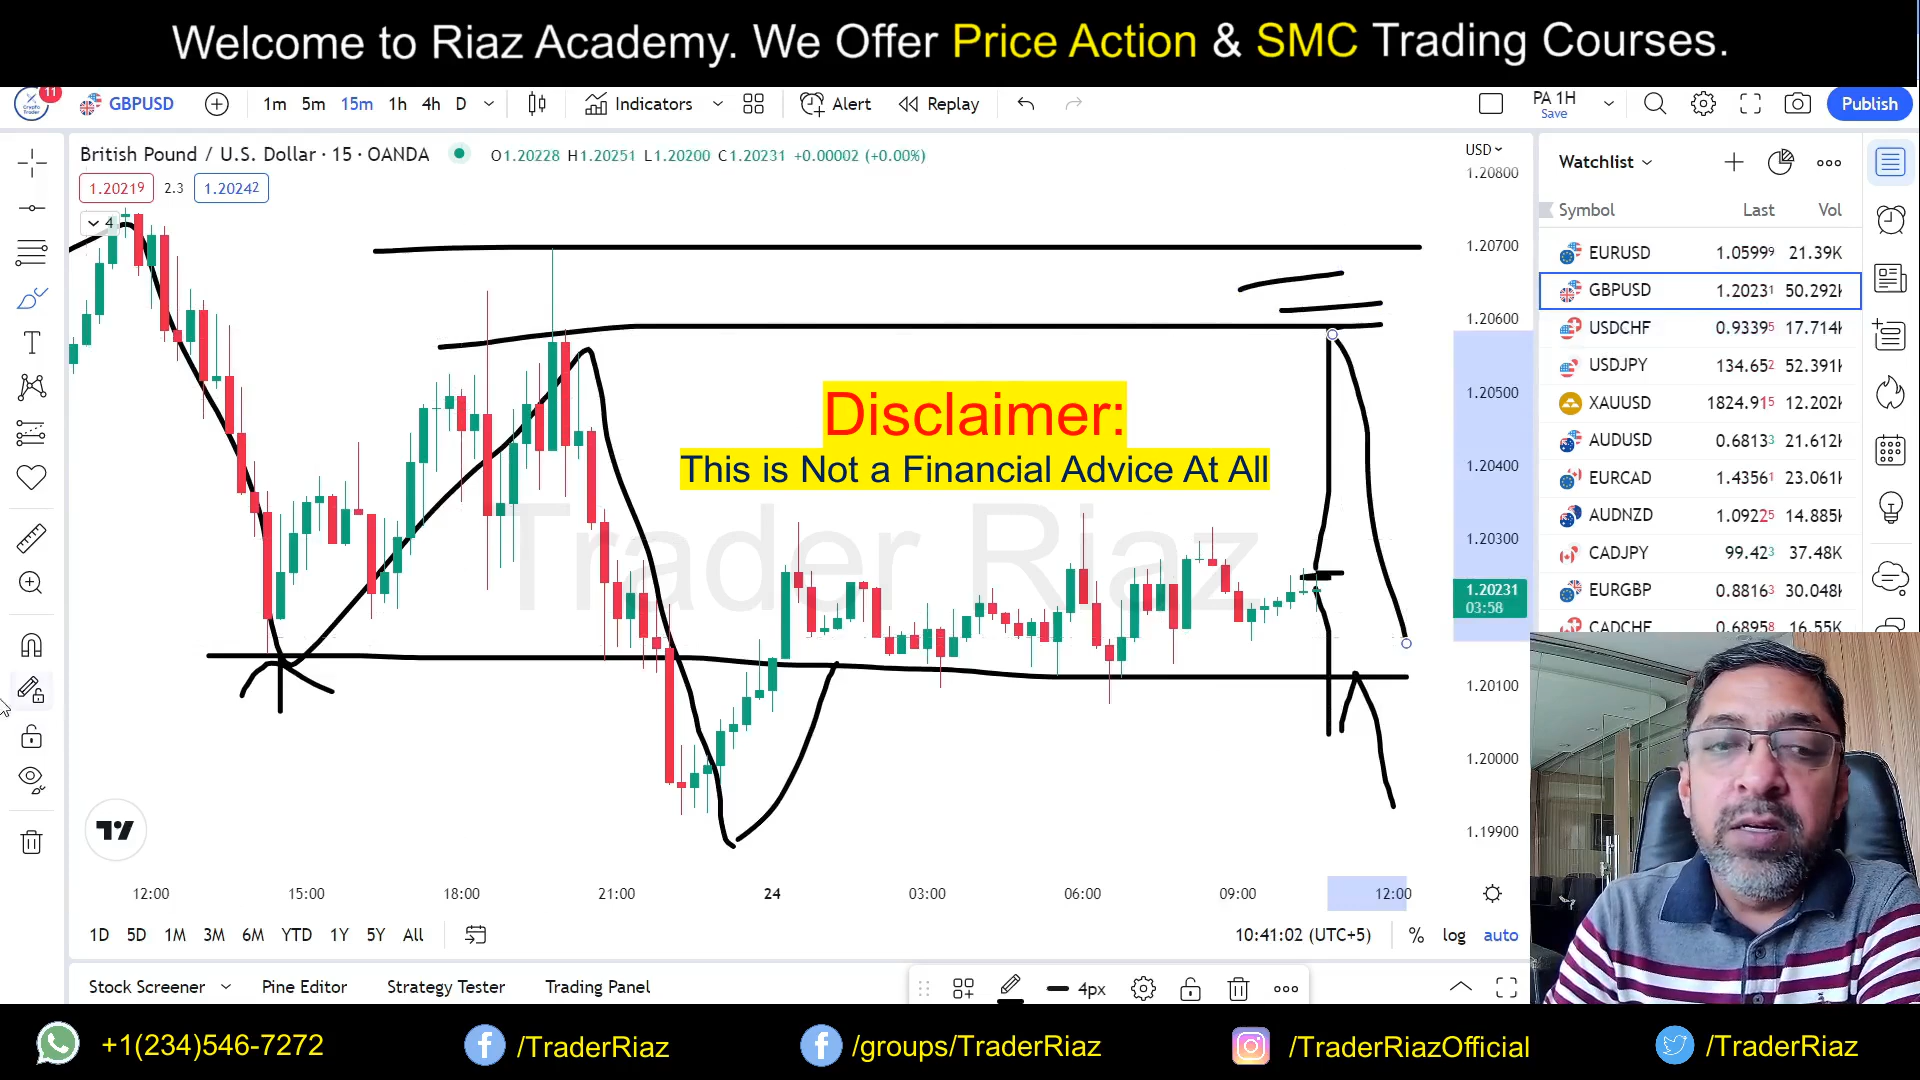 Welcome to Riaz Academy. We Offer Price Action & SMC Trading Courses.
11
GBPUSD 1m 5m 15m 1h 4h D Indicators Alert Replay PA 1H Save Publish
British Pound / U.S. Dollar · 15 · OANDA O1.20228 H1.20251 L1.20200 C1.20231 +0.00002 (+0.00%)
1.20219 2.3 1.20242
4
USD
1.20800
1.20700
1.20600
1.20500
1.20400
1.20300
1.20231
03:58
1.20100
1.20000
1.19900
Disclaimer:
This is Not a Financial Advice At All
Trader Riaz
Watchlist
Symbol Last Vol
EURUSD 1.05999 21.39K
GBPUSD 1.20231 50.292K
USDCHF 0.93395 17.714K
USDJPY 134.652 52.391K
XAUUSD 1824.915 12.202K
AUDUSD 0.68133 21.612K
EURCAD 1.43561 23.061K
AUDNZD 1.09225 14.885K
CADJPY 99.423 37.48K
EURGBP 0.88163 30.048K
CADCHF 0.68958 16.55K
12:00 15:00 18:00 21:00 24 03:00 06:00 09:00 12:00
1D 5D 1M 3M 6M YTD 1Y 5Y All 10:41:02 (UTC+5) % log auto
Stock Screener Pine Editor Strategy Tester Trading Panel 4px
+1(234)546-7272 /TraderRiaz /groups/TraderRiaz /TraderRiazOfficial /TraderRiaz